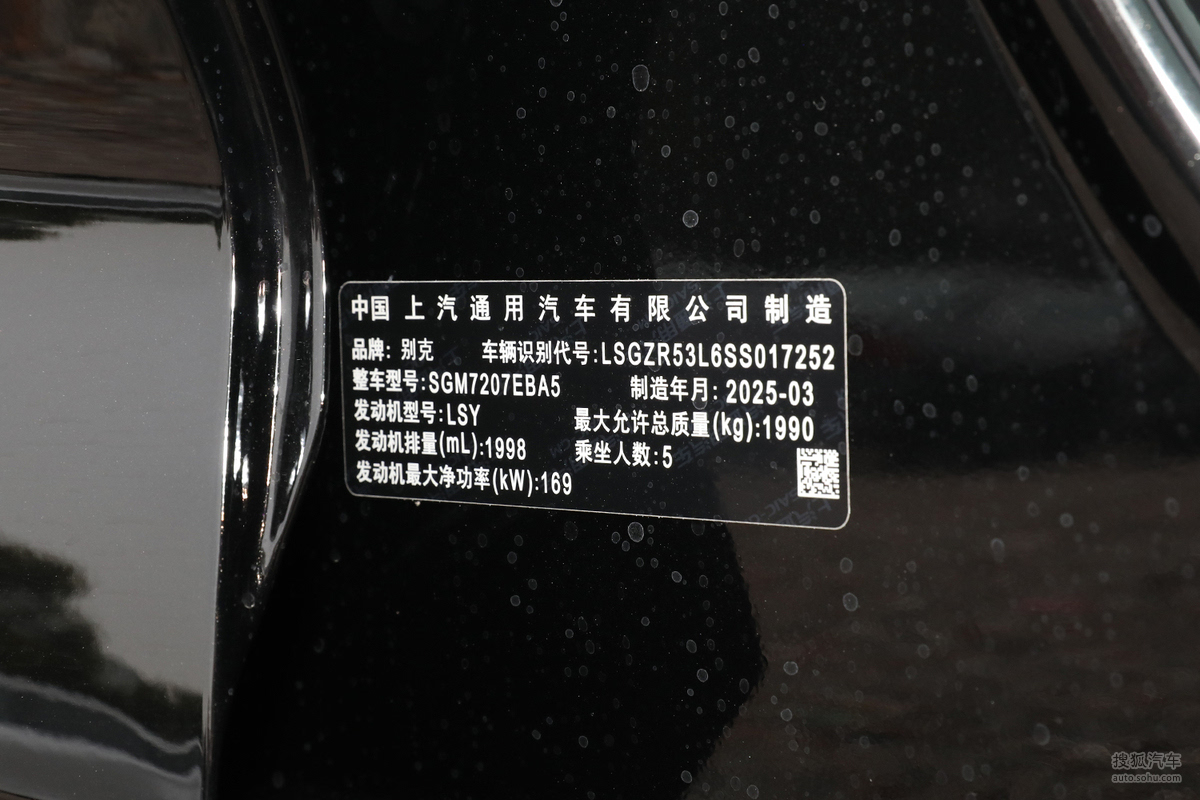 中国 上汽通用汽车有限公司制造
品牌: 别克 车辆识别代号:LSGZR53L6SS017252
整车型号:SGM7207EBA5 制造年月: 2025-03
发动机型号:LSY 最大允许总质量(kg):1990
发动机排量(mL):1998 乘坐人数:5
发动机最大净功率(kW):169
搜狐汽车
auto.sohu.com